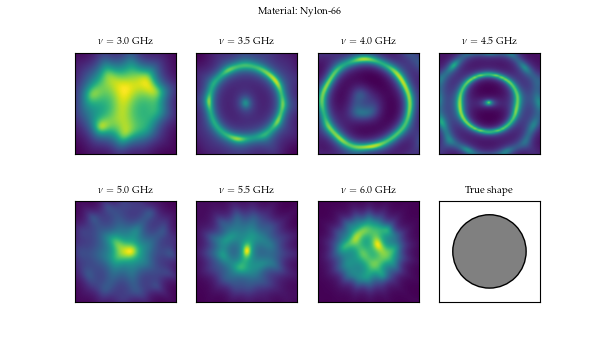 Material: Nylon-66
ν = 3.0 GHz
ν = 3.5 GHz
ν = 4.0 GHz
ν = 4.5 GHz
ν = 5.0 GHz
ν = 5.5 GHz
ν = 6.0 GHz
True shape